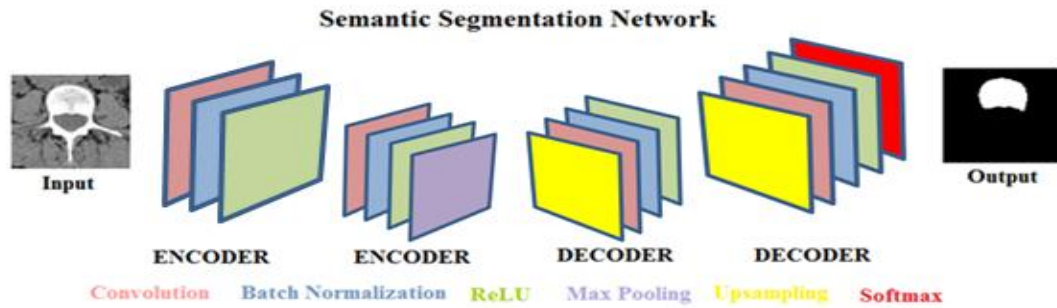 Semantic Segmentation Network
Input
Output
ENCODER ENCODER DECODER DECODER
Convolution Batch Normalization ReLU Max Pooling Upsampling Softmax